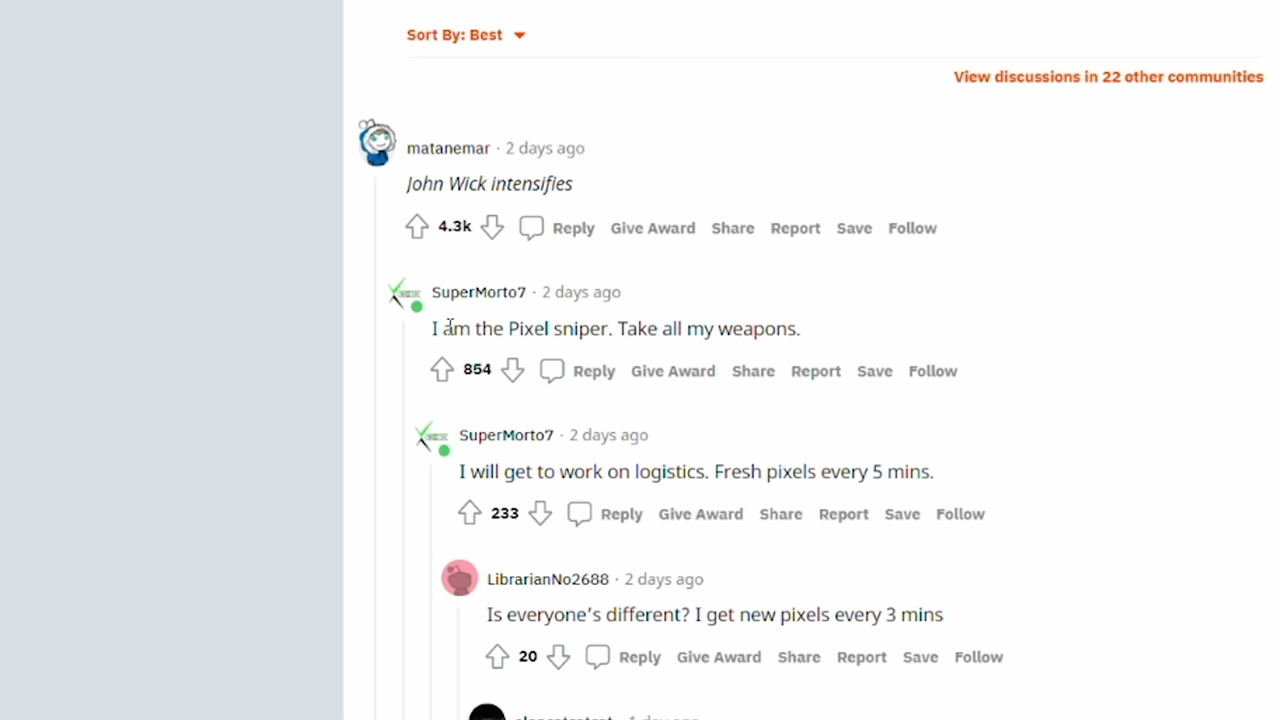 Sort By: Best
View discussions in 22 other communities
matanemar · 2 days ago
John Wick intensifies
4.3k Reply Give Award Share Report Save Follow
SuperMorto7 · 2 days ago
I am the Pixel sniper. Take all my weapons.
854 Reply Give Award Share Report Save Follow
SuperMorto7 · 2 days ago
I will get to work on logistics. Fresh pixels every 5 mins.
233 Reply Give Award Share Report Save Follow
LibrarianNo2688 · 2 days ago
Is everyone’s different? I get new pixels every 3 mins
20 Reply Give Award Share Report Save Follow